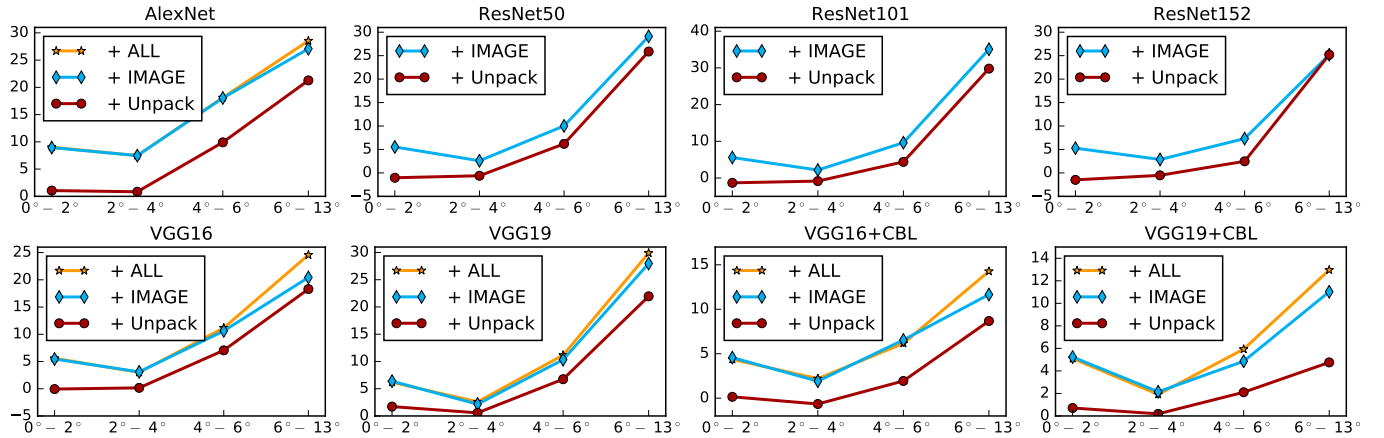 AlexNet
30
25
20
15
10
5
0
+ ALL
+ IMAGE
+ Unpack
0° − 2° 2° − 4° 4° − 6° 6° − 13°
ResNet50
30
25
20
15
10
5
0
−5
+ IMAGE
+ Unpack
0° − 2° 2° − 4° 4° − 6° 6° − 13°
ResNet101
40
30
20
10
0
+ IMAGE
+ Unpack
0° − 2° 2° − 4° 4° − 6° 6° − 13°
ResNet152
30
25
20
15
10
5
0
−5
+ IMAGE
+ Unpack
0° − 2° 2° − 4° 4° − 6° 6° − 13°
VGG16
25
20
15
10
5
0
−5
+ ALL
+ IMAGE
+ Unpack
0° − 2° 2° − 4° 4° − 6° 6° − 13°
VGG19
30
25
20
15
10
5
0
+ ALL
+ IMAGE
+ Unpack
0° − 2° 2° − 4° 4° − 6° 6° − 13°
VGG16+CBL
15
10
5
0
+ ALL
+ IMAGE
+ Unpack
0° − 2° 2° − 4° 4° − 6° 6° − 13°
VGG19+CBL
14
12
10
8
6
4
2
0
+ ALL
+ IMAGE
+ Unpack
0° − 2° 2° − 4° 4° − 6° 6° − 13°